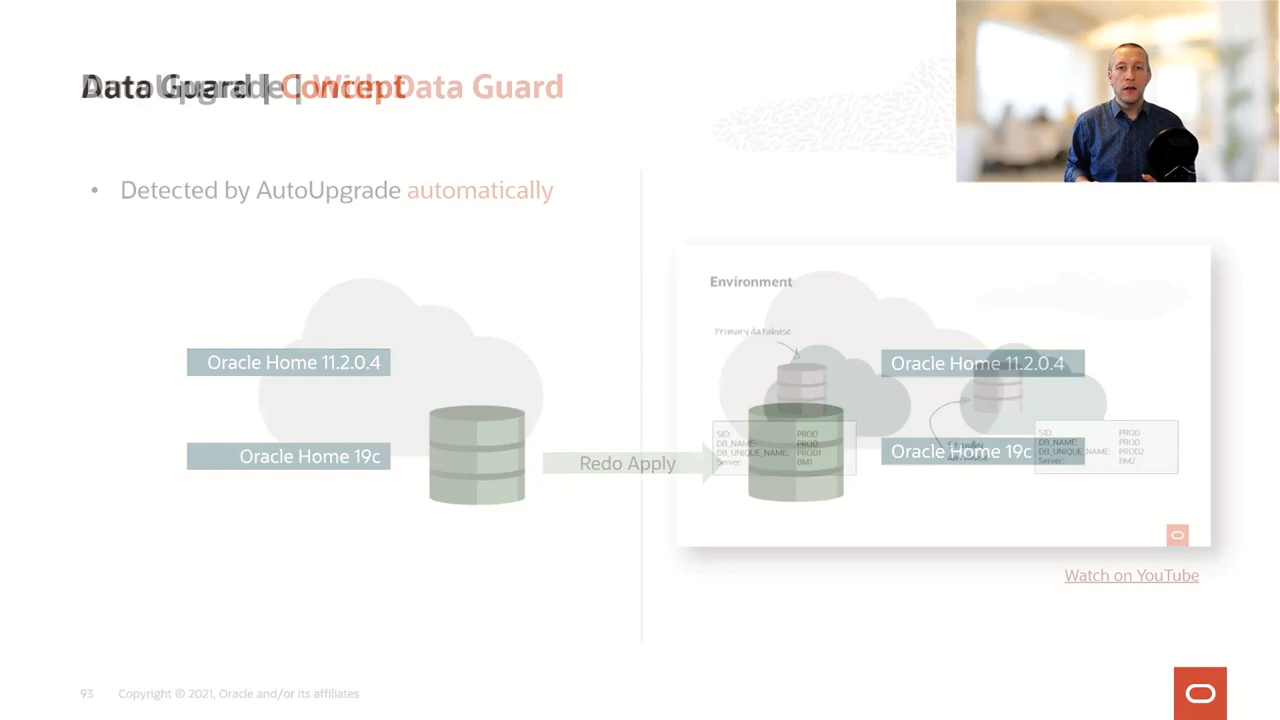 Data Guard | Concept
AutoUpgrade | With Data Guard
• Detected by AutoUpgrade automatically
Oracle Home 11.2.0.4
Oracle Home 19c
Redo Apply
Environment
Primary database
Oracle Home 11.2.0.4
Oracle Home 19c
SID: PROD
DB_NAME: PROD
DB_UNIQUE_NAME: PROD1
Server: BM1
SID: PROD
DB_NAME: PROD
DB_UNIQUE_NAME: PROD2
Server: BM2
Watch on YouTube
93 Copyright © 2021, Oracle and/or its affiliates